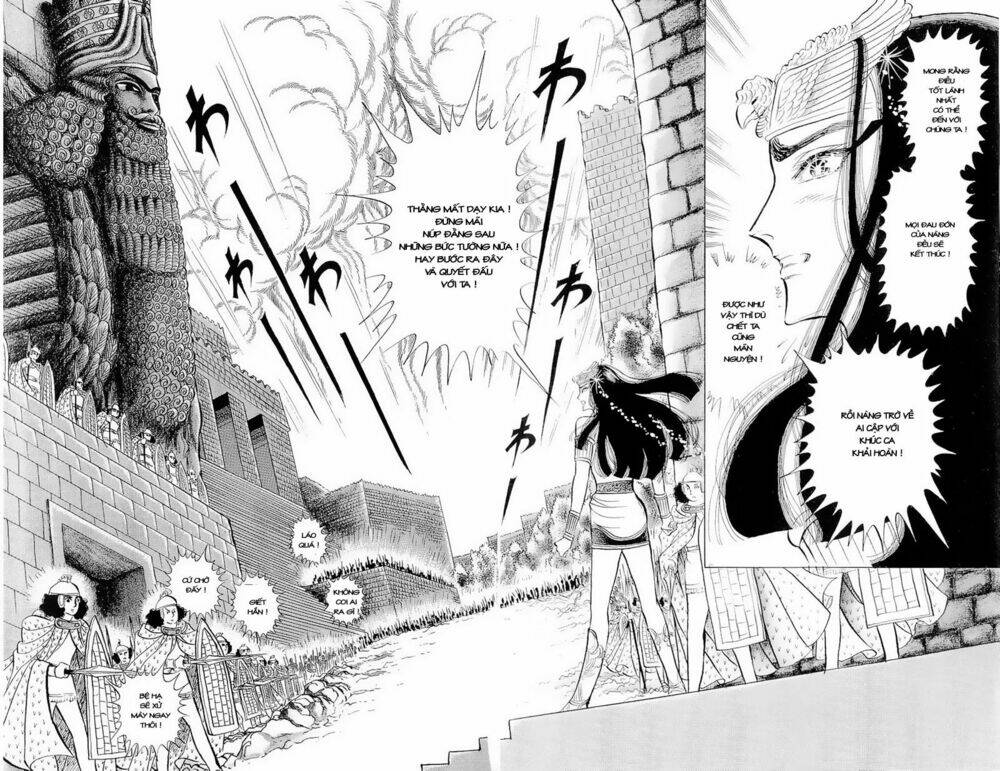 MONG RẰNG
ĐIỀU
TỐT LÀNH
NHẤT
CÓ THỂ
ĐẾN VỚI
CHÚNG TA !
MỌI ĐAU ĐỚN
CỦA NÀNG
ĐỀU SẼ
KẾT THÚC !
ĐƯỢC NHƯ
VẬY THÌ DÙ
CHẾT TA
CŨNG
MÃN
NGUYỆN !
RỒI NÀNG TRỞ VỀ
AI CẬP VỚI
KHÚC CA
KHẢI HOÀN !
THẰNG MẤT DẠY KIA !
ĐỪNG MÃI
NÚP ĐẰNG SAU
NHỮNG BỨC TƯỜNG NỮA !
HAY BƯỚC RA ĐÂY
VÀ QUYẾT ĐẤU
VỚI TA !
わ
わ
わ
わ
わ
わ
LÁO
QUÁ !
CỨ CHỜ
ĐẤY !
GIẾT
HẮN !
KHÔNG
COI AI
RA GÌ !
BỆ HẠ
SẼ XỬ
MÀY NGAY
THÔI !